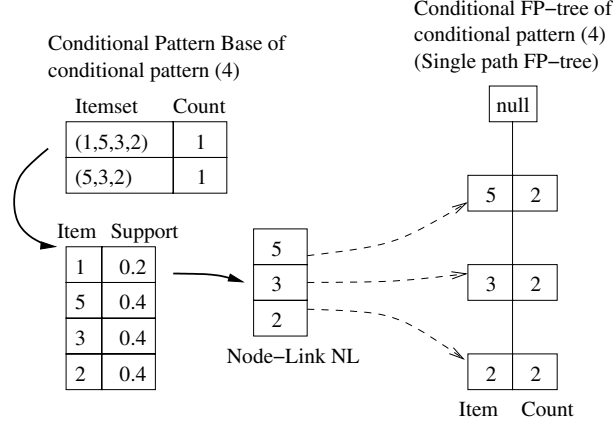 Conditional Pattern Base of
conditional pattern (4)
Itemset Count
(1,5,3,2) 1
(5,3,2) 1
Item Support
1 0.2
5 0.4
3 0.4
2 0.4
5
3
2
Node−Link NL
Conditional FP−tree of
conditional pattern (4)
(Single path FP−tree)
null
5 2
3 2
2 2
Item Count